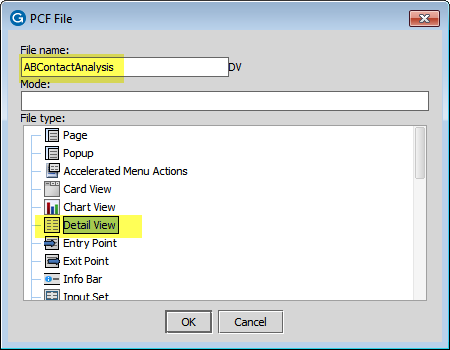 PCF File
File name:
ABContactAnalysis DV
Mode:
File type:
Page
Popup
Accelerated Menu Actions
Card View
Chart View
Detail View
Entry Point
Exit Point
Info Bar
Input Set
OK Cancel